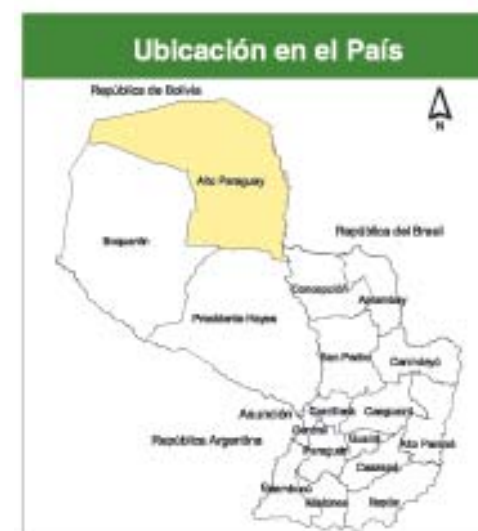 Ubicación en el País
República de Bolivia
N
Alto Paraguay
Boquerón
República del Brasil
Concepción
Amambay
Presidente Hayes
San Pedro
Canindeyú
Asunción
Cordillera
Caaguazú
Central
República Argentina
Guairá
Alto Paraná
Paraguarí
Caazapá
Ñeembucú
Misiones
Itapúa